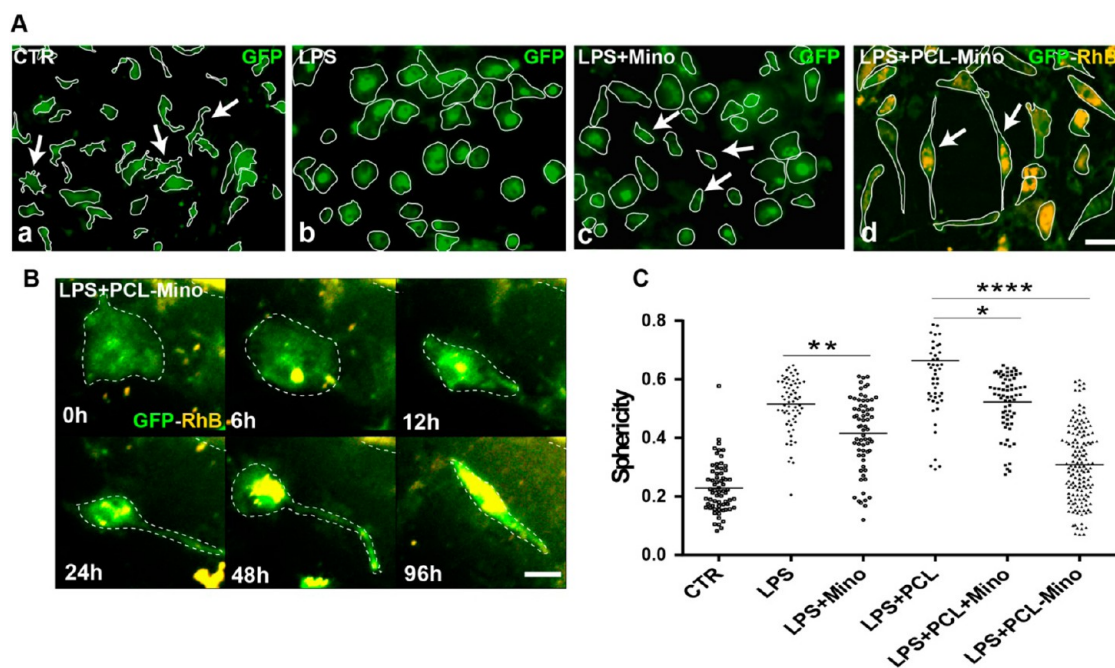 A
CTR GFP
a
LPS GFP
b
LPS+Mino GFP
c
LPS+PCL-Mino GFP-RhB
d
B
LPS+PCL-Mino
0h
GFP-RhB
6h
12h
24h
48h
96h
C
****
*
**
Sphericity
0.8
0.6
0.4
0.2
0.0
CTR
LPS
LPS+Mino
LPS+PCL
LPS+PCL+Mino
LPS+PCL-Mino